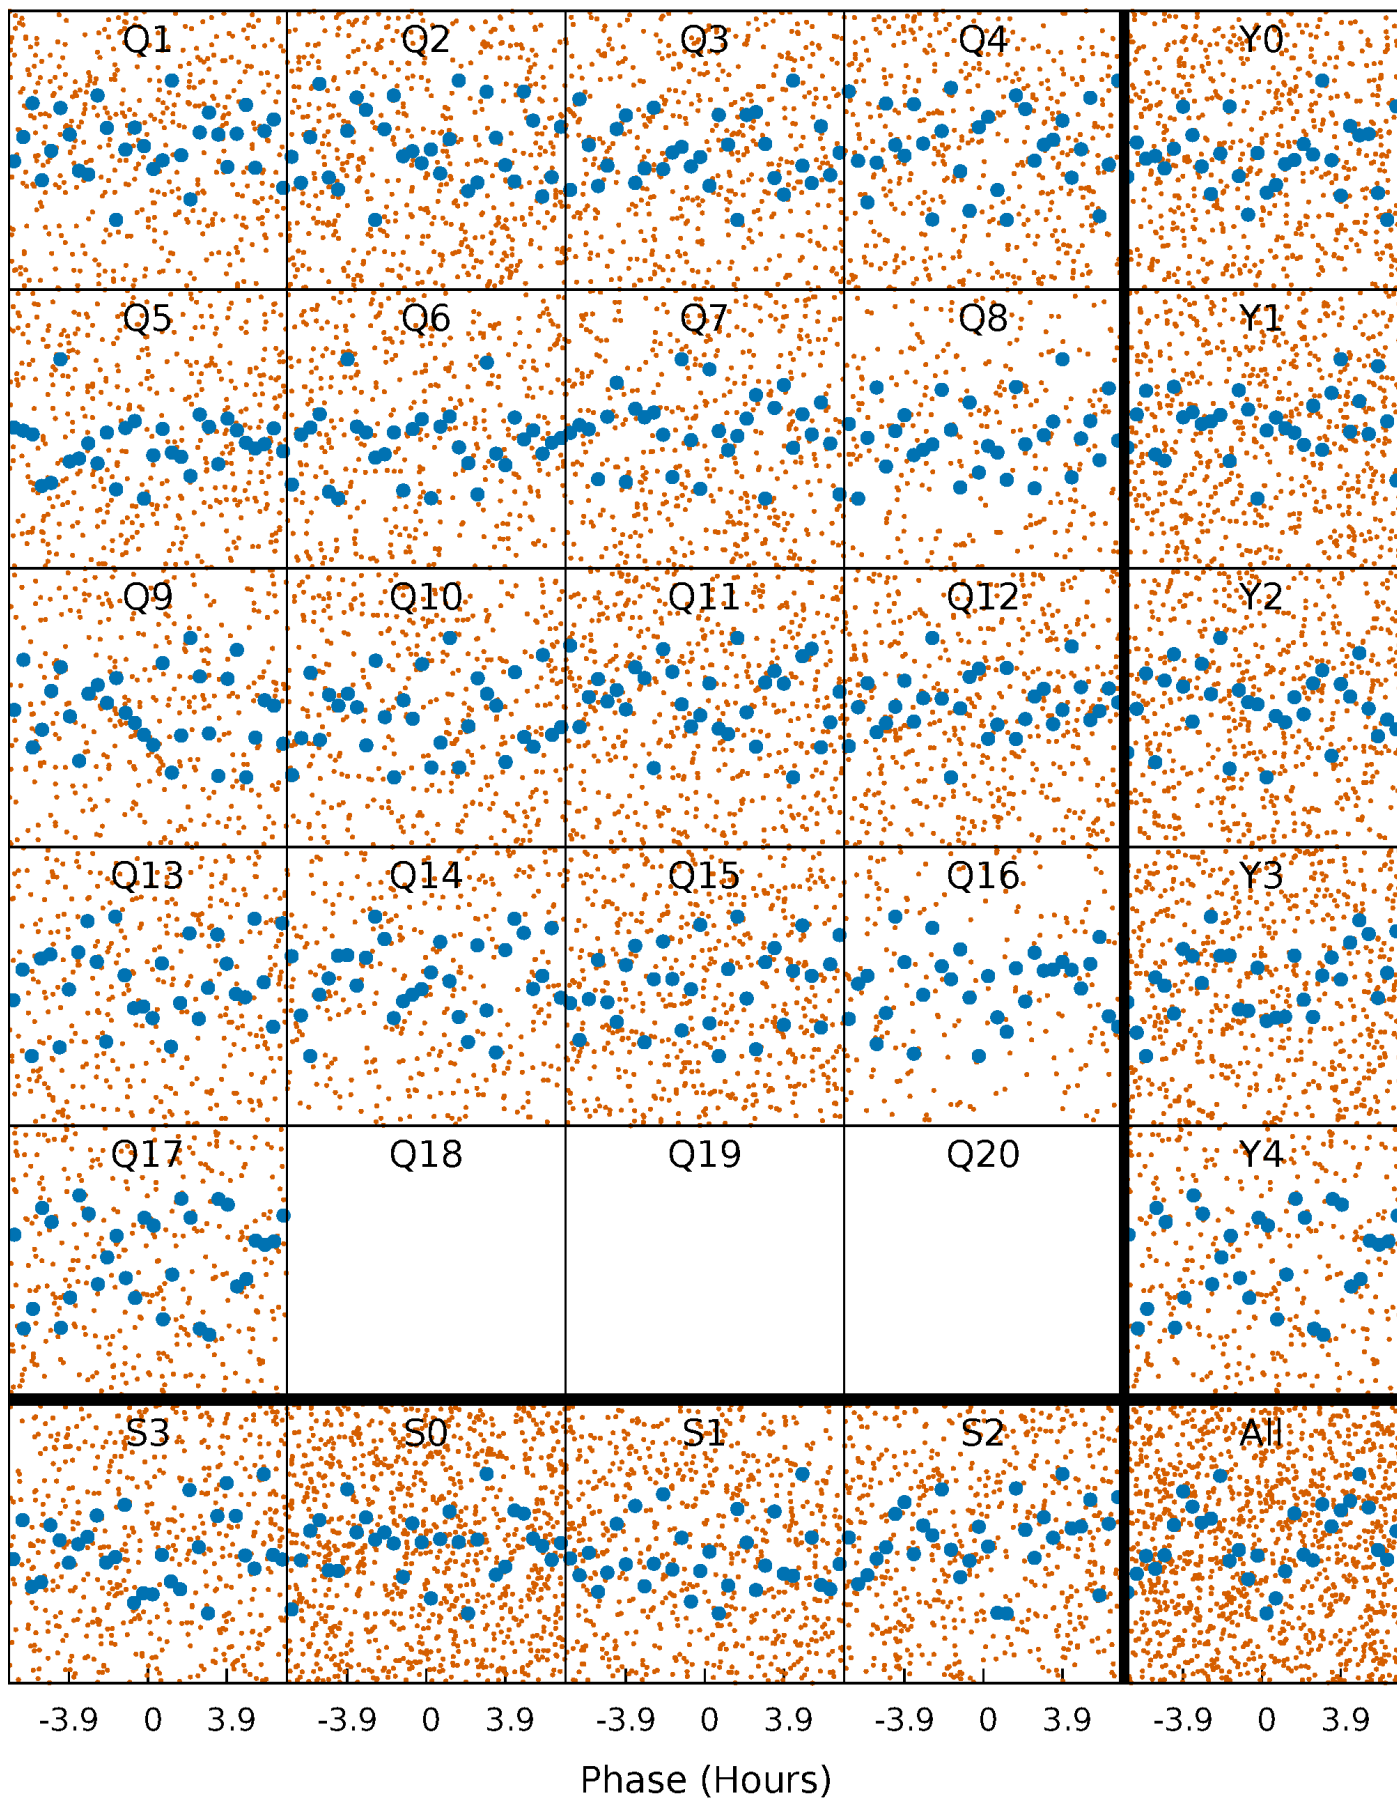 Q1 Q2 Q3 Q4 Y0
Q5 Q6 Q7 Q8 Y1
Q9 Q10 Q11 Q12 Y2
Q13 Q14 Q15 Q16 Y3
Q17 Q18 Q19 Q20 Y4
S3 S0 S1 S2 All
-3.9 0 3.9 -3.9 0 3.9 -3.9 0 3.9 -3.9 0 3.9 -3.9 0 3.9
Phase (Hours)